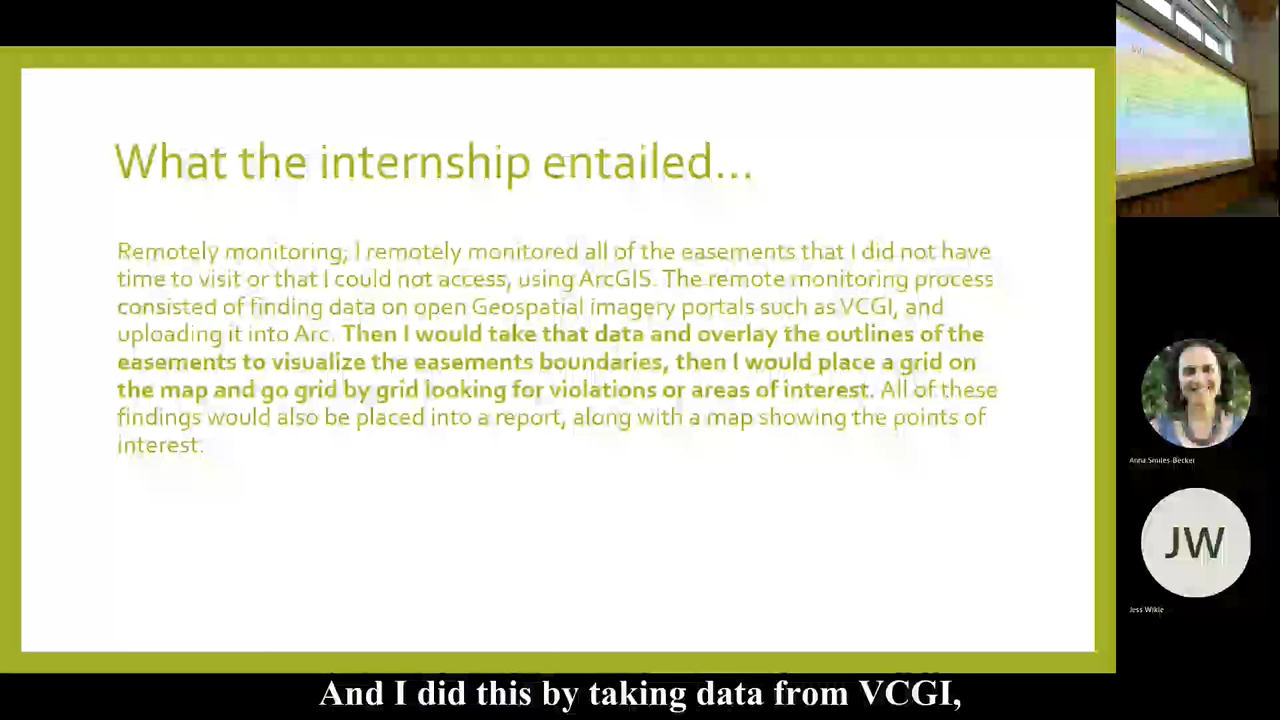 What the internship entailed...
Remotely monitoring; I remotely monitored all of the easements that I did not have
time to visit or that I could not access, using ArcGIS. The remote monitoring process
consisted of finding data on open Geospatial imagery portals such as VCGI, and
uploading it into Arc. Then I would take that data and overlay the outlines of the
easements to visualize the easements boundaries, then I would place a grid on
the map and go grid by grid looking for violations or areas of interest. All of these
findings would also be placed into a report, along with a map showing the points of
interest.
Anna Smiles-Becker
JW
Jess Wikle
And I did this by taking data from VCGI,